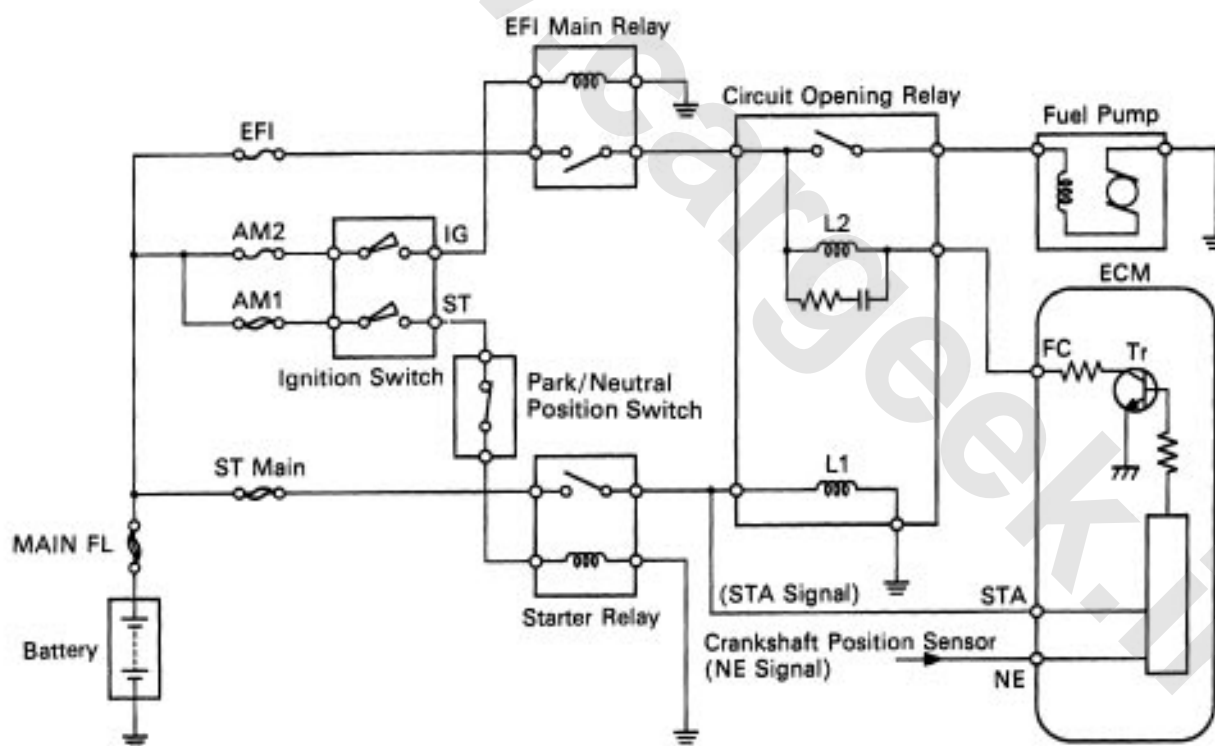 EFI Main Relay
Circuit Opening Relay
Fuel Pump
EFI
AM2
IG
L2
ECM
AM1
ST
FC
Tr
Ignition Switch
Park/Neutral
Position Switch
ST Main
L1
MAIN FL
(STA Signal)
STA
Starter Relay
Battery
Crankshaft Position Sensor
(NE Signal)
NE